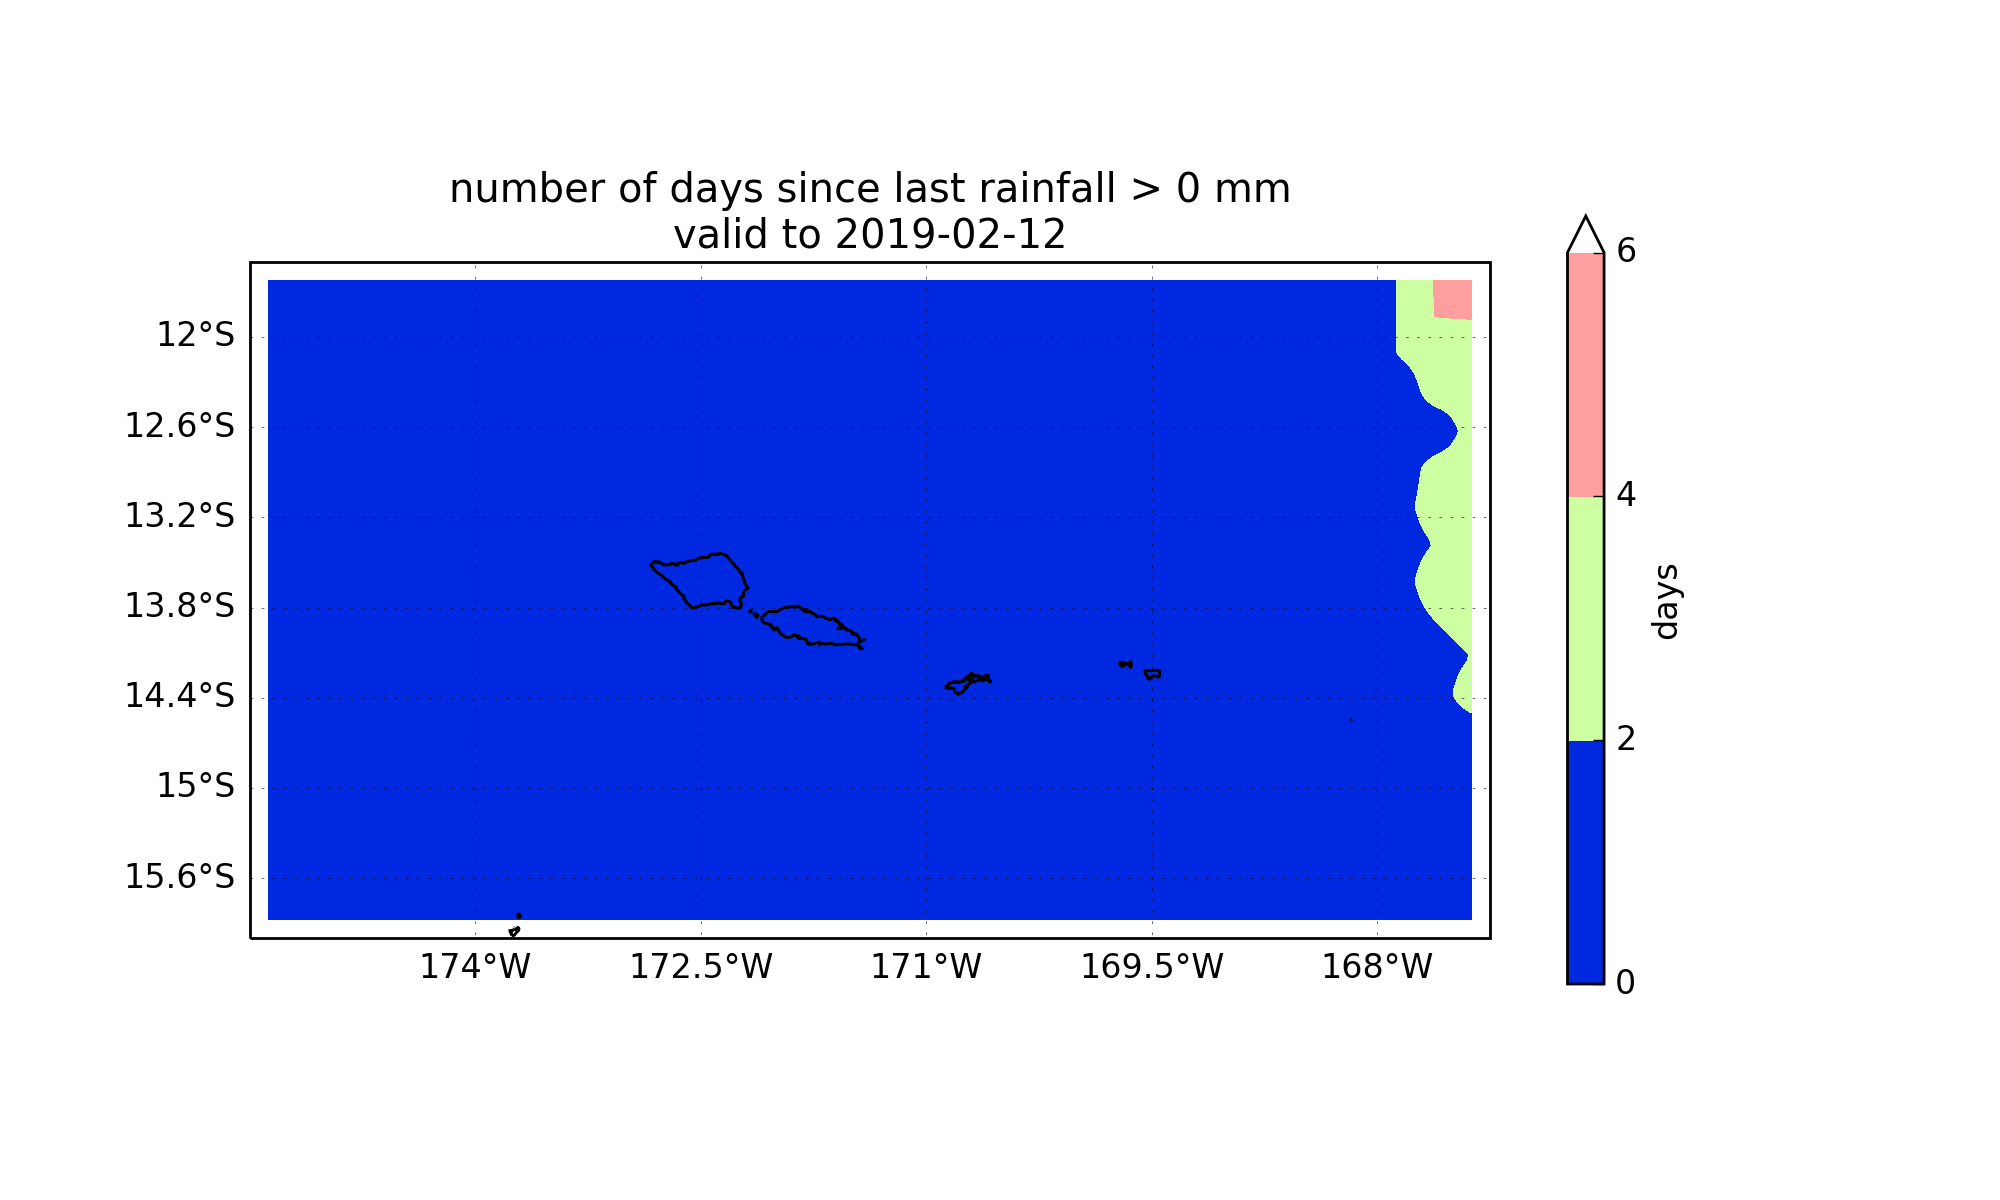 number of days since last rainfall > 0 mm
valid to 2019-02-12
12°S
12.6°S
13.2°S
13.8°S
14.4°S
15°S
15.6°S
174°W 172.5°W 171°W 169.5°W 168°W
6
4
2
0
days